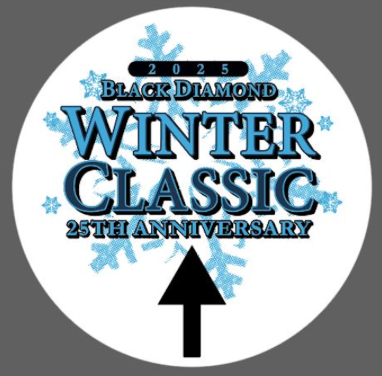 2025
BLACK DIAMOND
WINTER
CLASSIC
25TH ANNIVERSARY